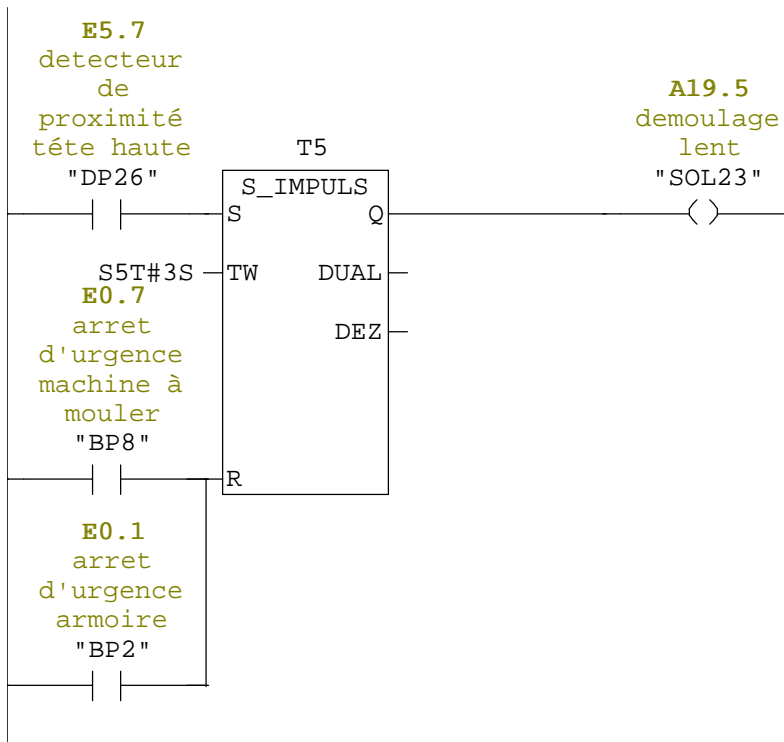 E5.7
detecteur
de
proximité
téte haute
"DP26"
A19.5
demoulage
lent
"SOL23"
T5
S_IMPULS
S
Q
S5T#3S
TW
DUAL
DEZ
E0.7
arret
d'urgence
machine à
mouler
"BP8"
R
E0.1
arret
d'urgence
armoire
"BP2"